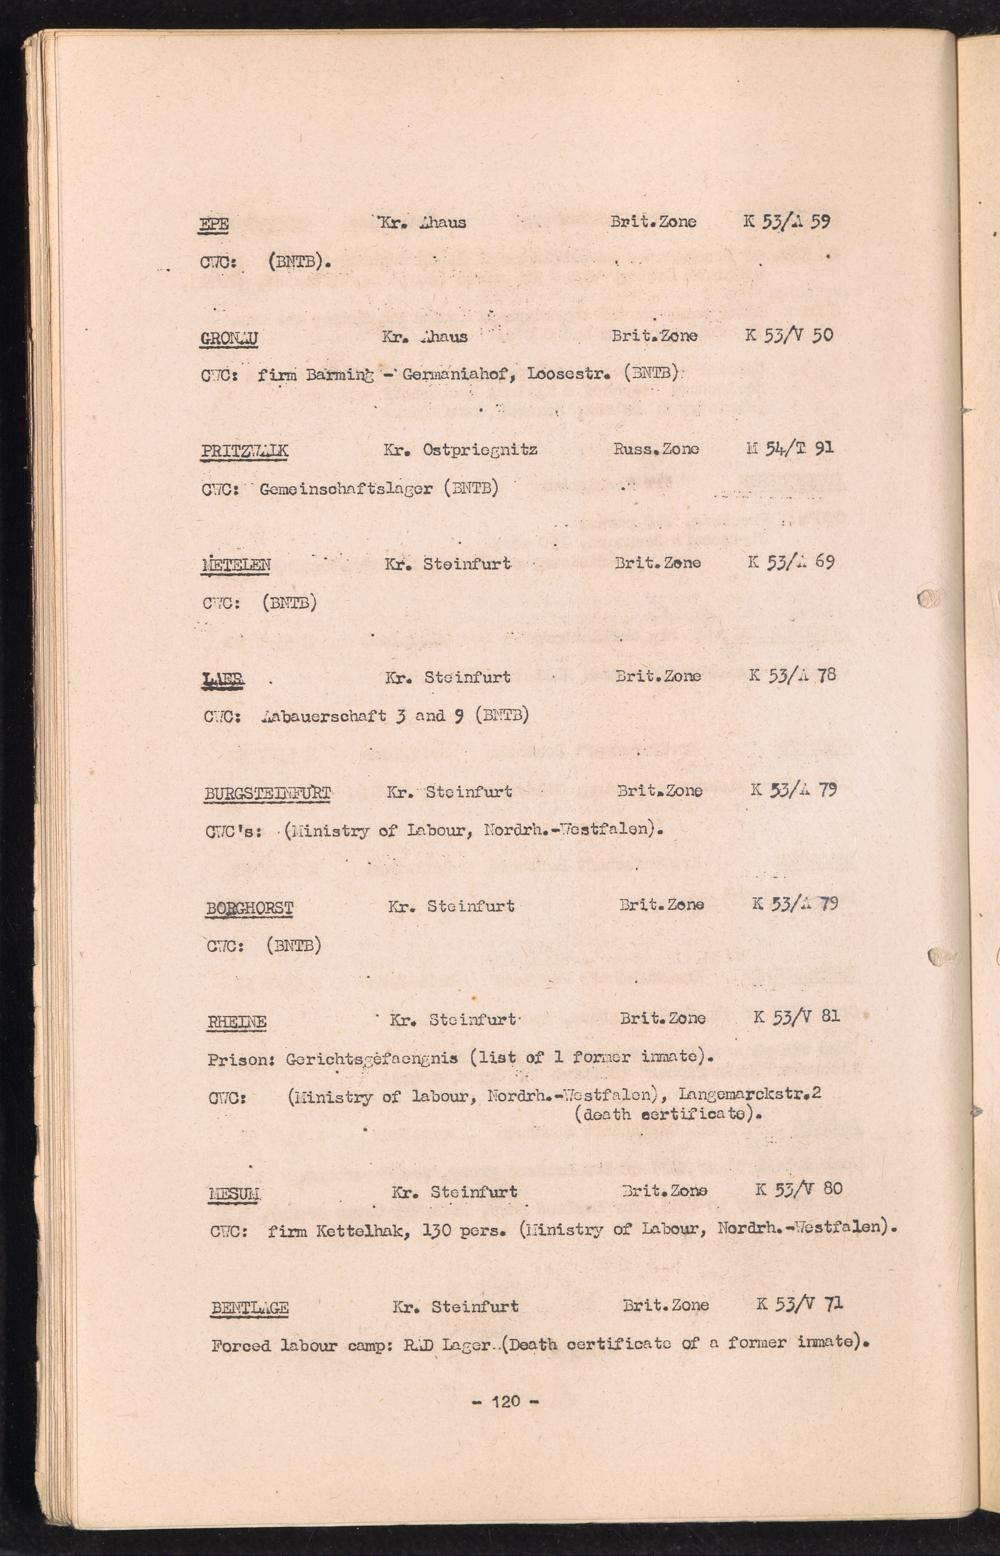 EPE Kr. Ahaus Brit.Zone K 53/A 59
CWC: (BNTB).
GRONAU Kr. Ahaus Brit.Zone K 53/V 50
CWC: firm Barming - Germaniahof, Loosestr. (BNTB)
PRITZWALK Kr. Ostpriegnitz Russ.Zone M 54/T 91
CWC: Gemeinschaftslager (BNTB)
METELEN Kr. Steinfurt Brit.Zone K 53/A 69
CWC: (BNTB)
LAER Kr. Steinfurt Brit.Zone K 53/A 78
CWC: Aabauerschaft 3 and 9 (BNTB)
BURGSTEINFURT Kr. Steinfurt Brit.Zone K 53/A 79
CWC's: (Ministry of Labour, Nordrh.-Westfalen).
BORGHORST Kr. Steinfurt Brit.Zone K 53/A 79
CWC: (BNTB)
RHEINE Kr. Steinfurt Brit.Zone K 53/V 81
Prison: Gerichtsgefaengnis (list of 1 former inmate).
CWC: (Ministry of labour, Nordrh.-Westfalen), Langemarckstr.2
(death certificate).
MESUM Kr. Steinfurt Brit.Zone K 53/V 80
CWC: firm Kettelhak, 130 pers. (Ministry of Labour, Nordrh.-Westfalen).
BENTLAGE Kr. Steinfurt Brit.Zone K 53/V 71
Forced labour camp: RAD Lager (Death certificate of a former inmate).
- 120 -